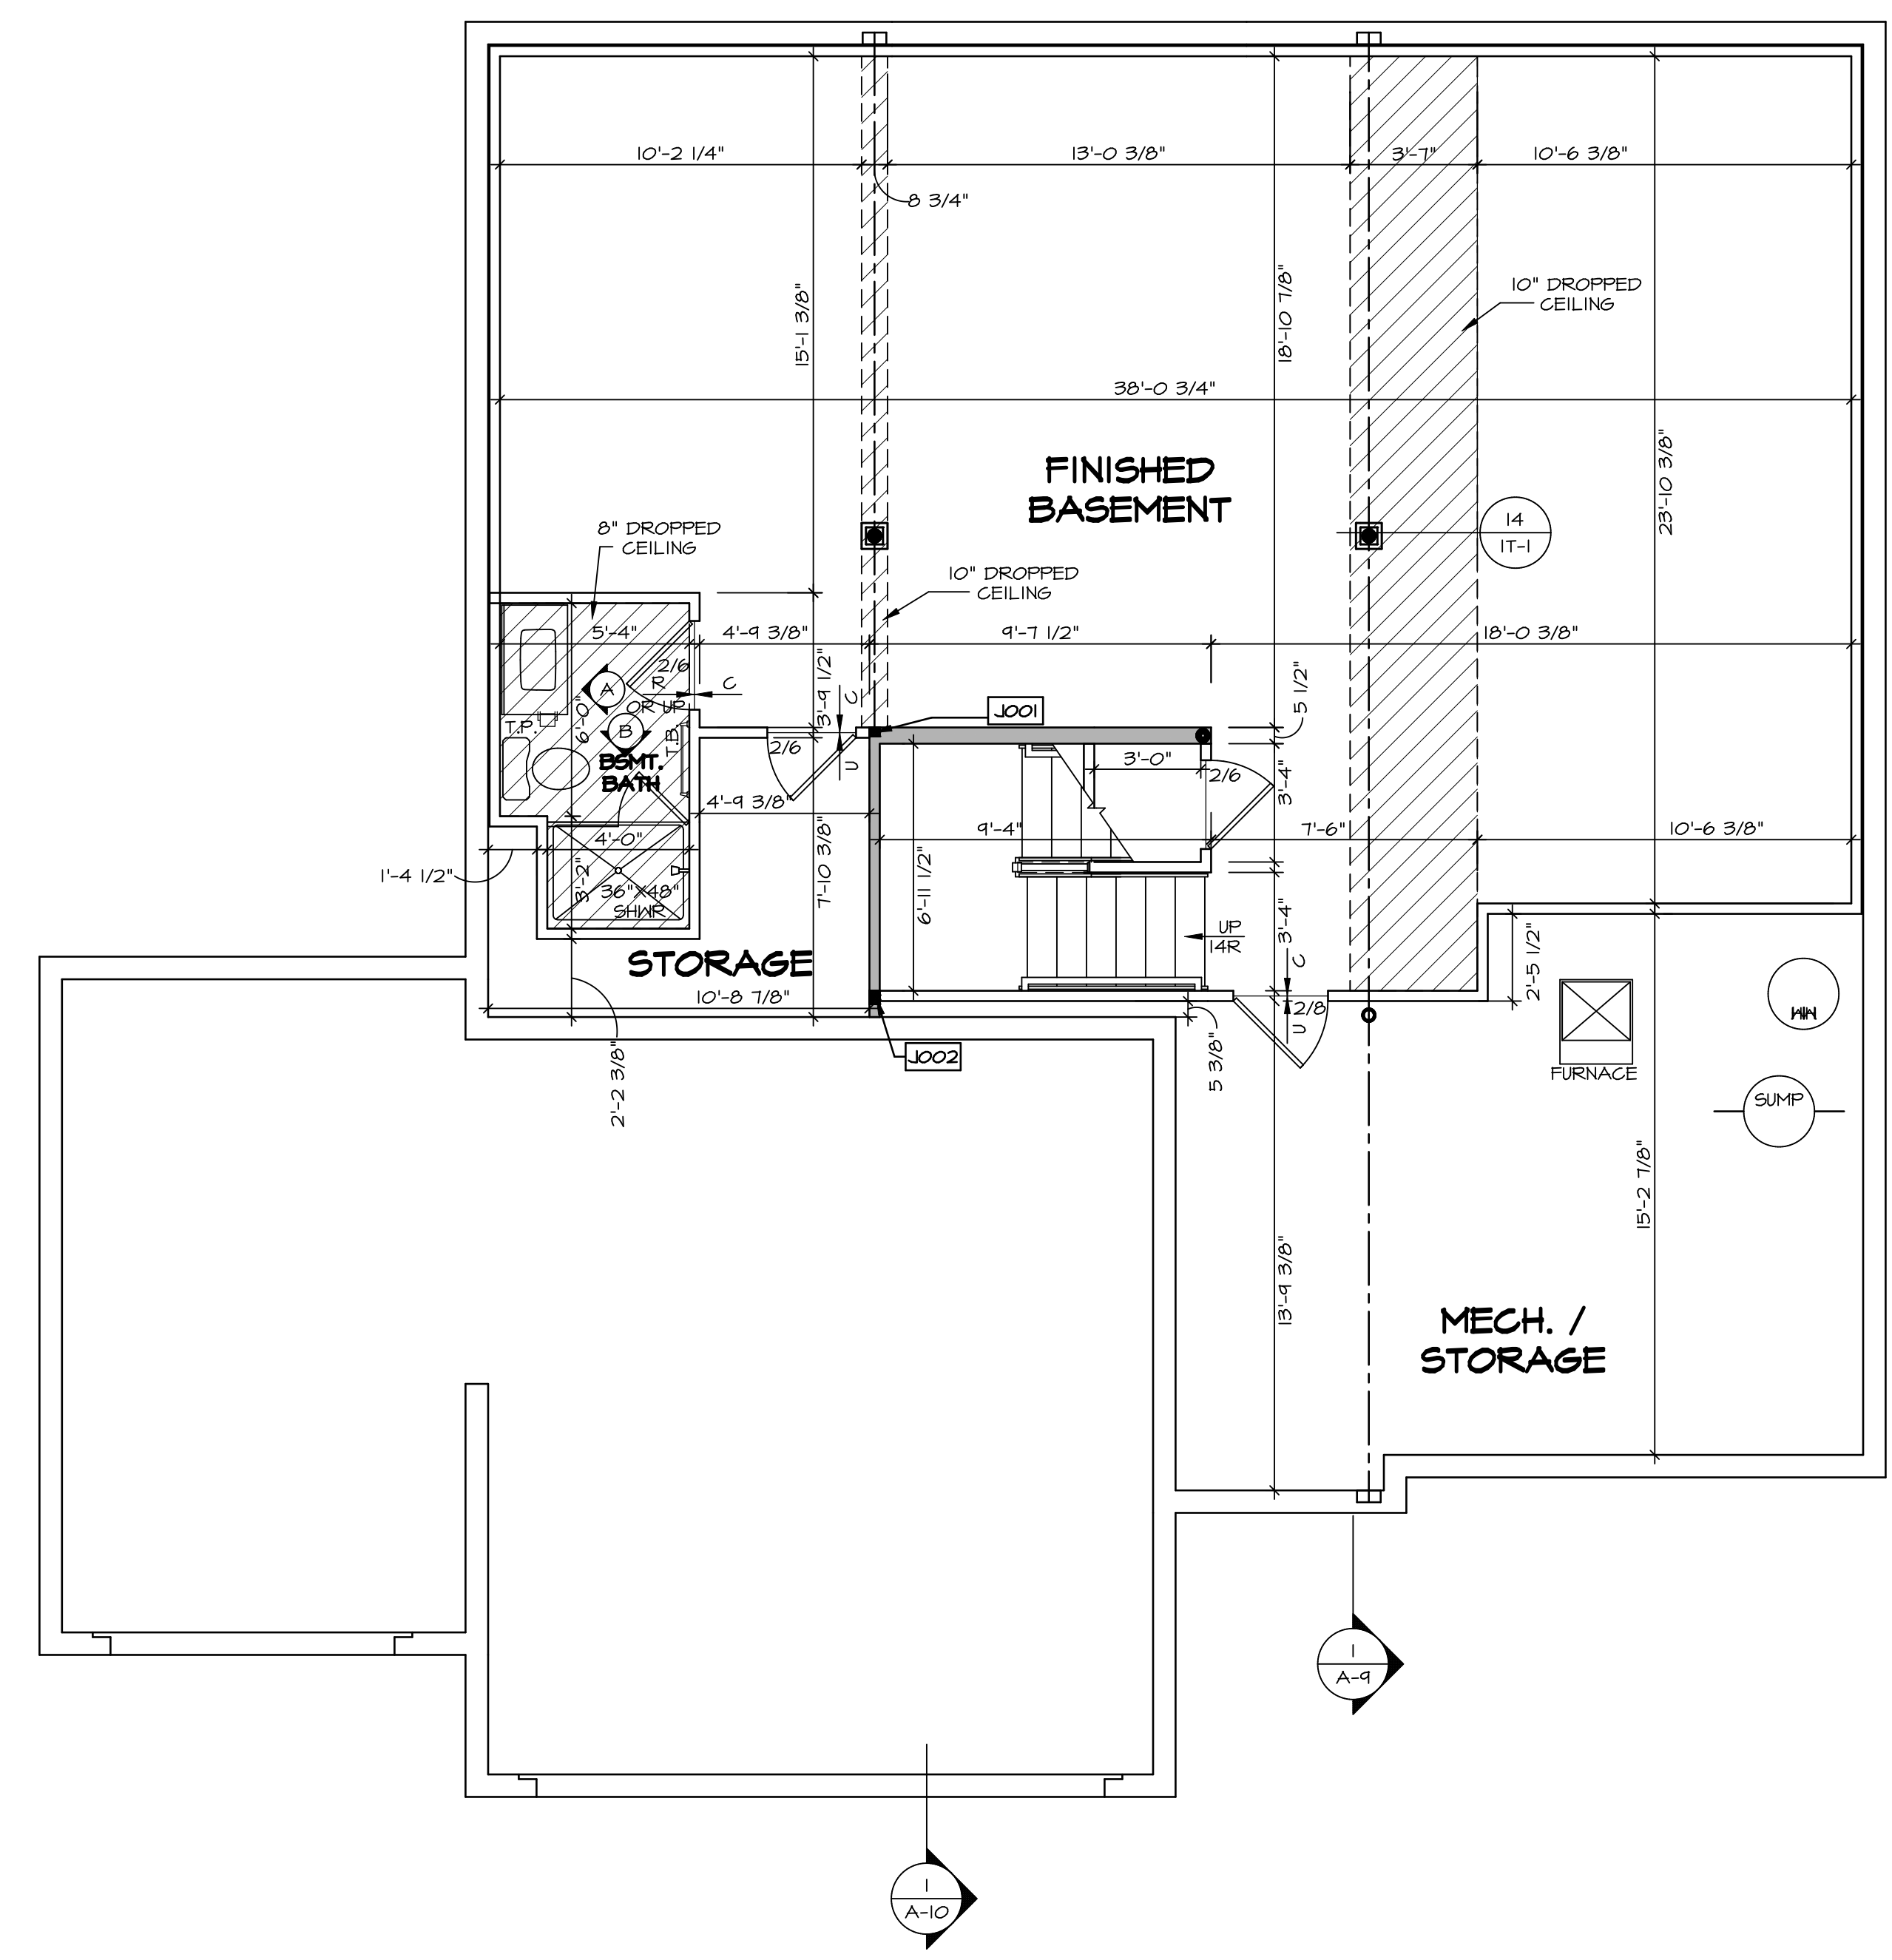 10'-2 1/4"
13'-0 3/8"
3'-7"
10'-6 3/8"
8 3/4"
15'-1 3/8"
18'-10 7/8"
10" DROPPED
CEILING
38'-0 3/4"
23'-10 3/8"
FINISHED
BASEMENT
8" DROPPED
CEILING
14
IT-1
10" DROPPED
CEILING
5'-4"
4'-9 3/8"
9'-7 1/2"
18'-0 3/8"
2/6
R
C
3'-9 1/2"
C
5 1/2"
A
OR UP
6'-0"
T.P.
B
T.B.
J001
2/6
U
BSMT.
BATH
3'-0"
2/6
3'-4"
4'-9 3/8"
4'-0"
9'-4"
7'-6"
10'-6 3/8"
1'-4 1/2"
3'-2"
36"X48"
SHWR
7'-10 3/8"
6'-11 1/2"
3'-4"
UP
14R
C
STORAGE
2'-5 1/2"
10'-8 7/8"
2/8
U
WH
J002
5 3/8"
2'-2 3/8"
FURNACE
SUMP
15'-2 7/8"
13'-9 3/8"
MECH. /
STORAGE
1
A-9
1
A-10